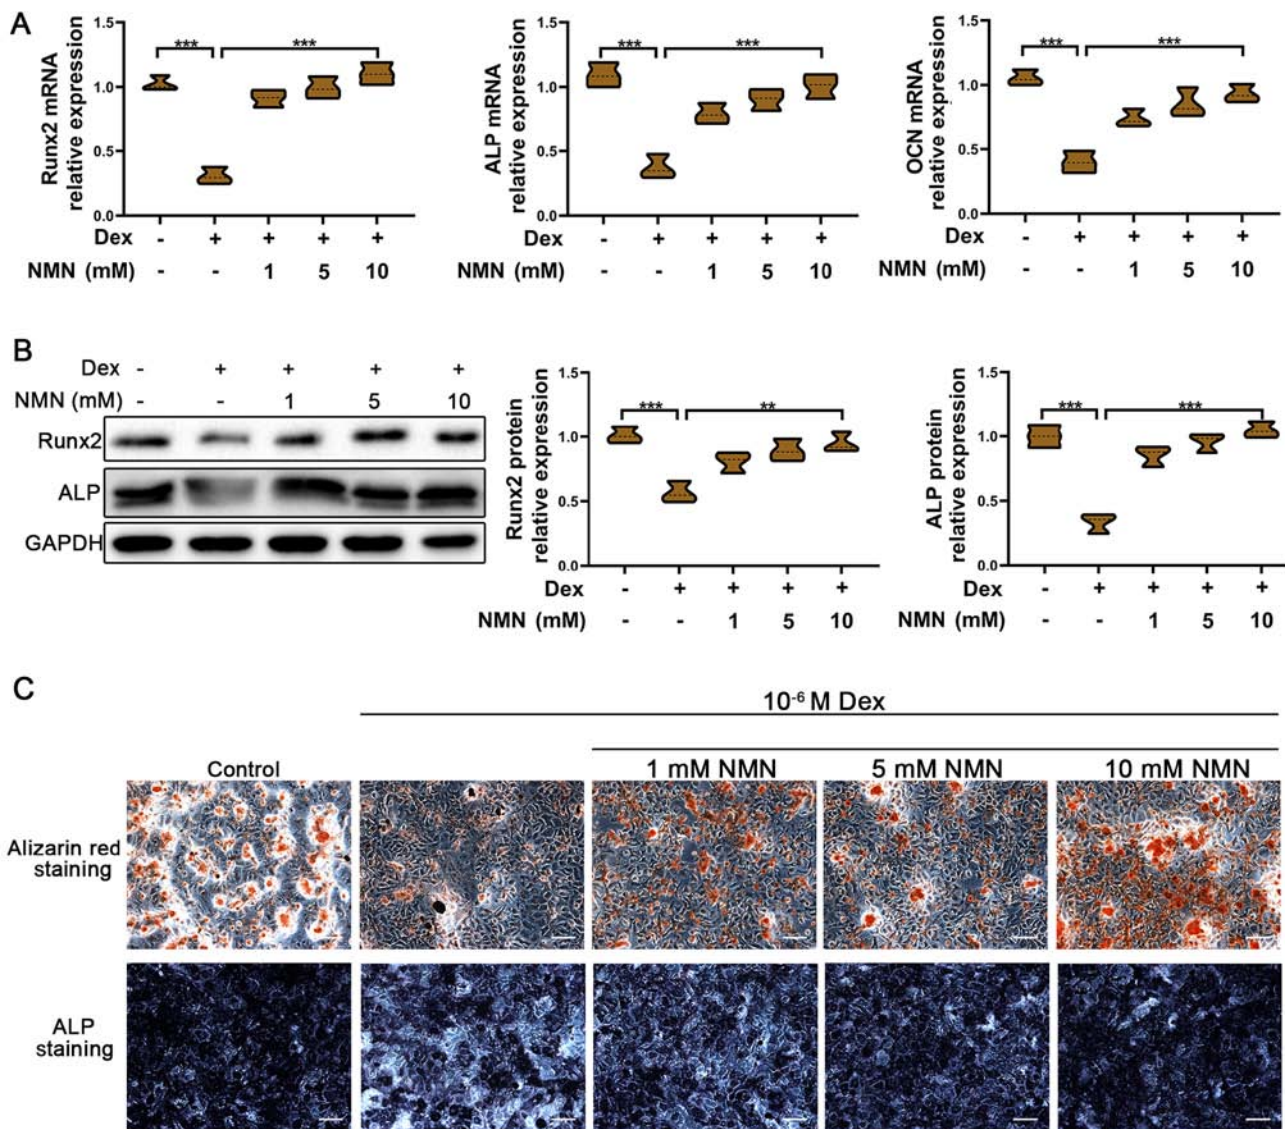 A
Runx2 mRNA
relative expression
1.5
1.0
0.5
0.0
***
***
Dex - + + + +
NMN (mM) - - 1 5 10
ALP mRNA
relative expression
1.5
1.0
0.5
0.0
***
***
Dex - + + + +
NMN (mM) - - 1 5 10
OCN mRNA
relative expression
1.5
1.0
0.5
0.0
***
***
Dex - + + + +
NMN (mM) - - 1 5 10
B
Dex - + + + +
NMN (mM) - - 1 5 10
Runx2
ALP
GAPDH
Runx2 protein
relative expression
1.5
1.0
0.5
0.0
***
**
Dex - + + + +
NMN (mM) - - 1 5 10
ALP protein
relative expression
1.5
1.0
0.5
0.0
***
***
Dex - + + + +
NMN (mM) - - 1 5 10
C
10⁻⁶ M Dex
Control 1 mM NMN 5 mM NMN 10 mM NMN
Alizarin red
staining
ALP
staining